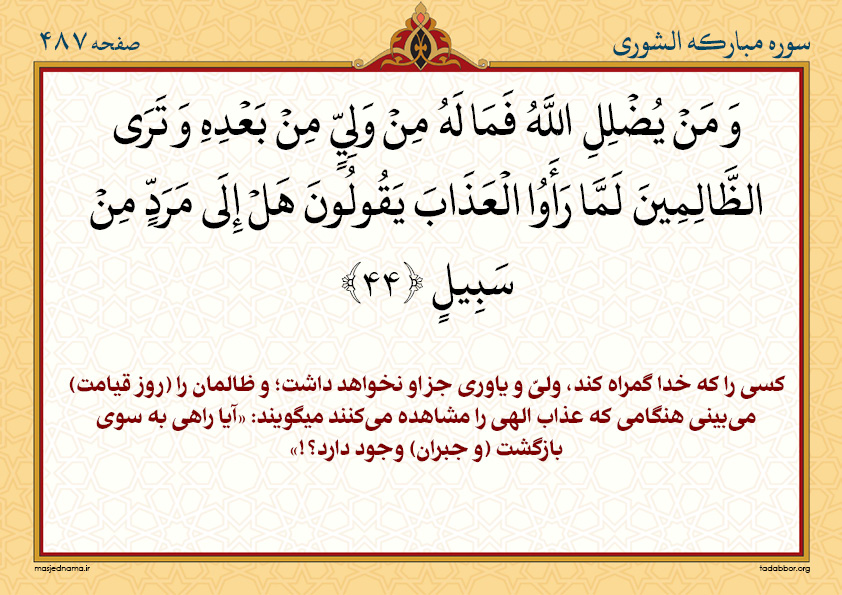 سوره مبارکه الشوری
صفحه ۴۸۷
وَ مَنْ يُضْلِلِ اللَّهُ فَمَا لَهُ مِنْ وَلِيٍّ مِنْ بَعْدِهِ وَ تَرَى
الظَّالِمِينَ لَمَّا رَأَوُا الْعَذَابَ يَقُولُونَ هَلْ إِلَى مَرَدٍّ مِنْ
سَبِيلٍ ﴿۴۴﴾
کسی را که خدا گمراه کند، ولیّ و یاوری جز او نخواهد داشت؛ و ظالمان را (روز قیامت)
می‌بینی هنگامی که عذاب الهی را مشاهده می‌کنند میگویند: «آیا راهی به سوی
بازگشت (و جبران) وجود دارد؟!»
masjednama.ir
tadabbor.org